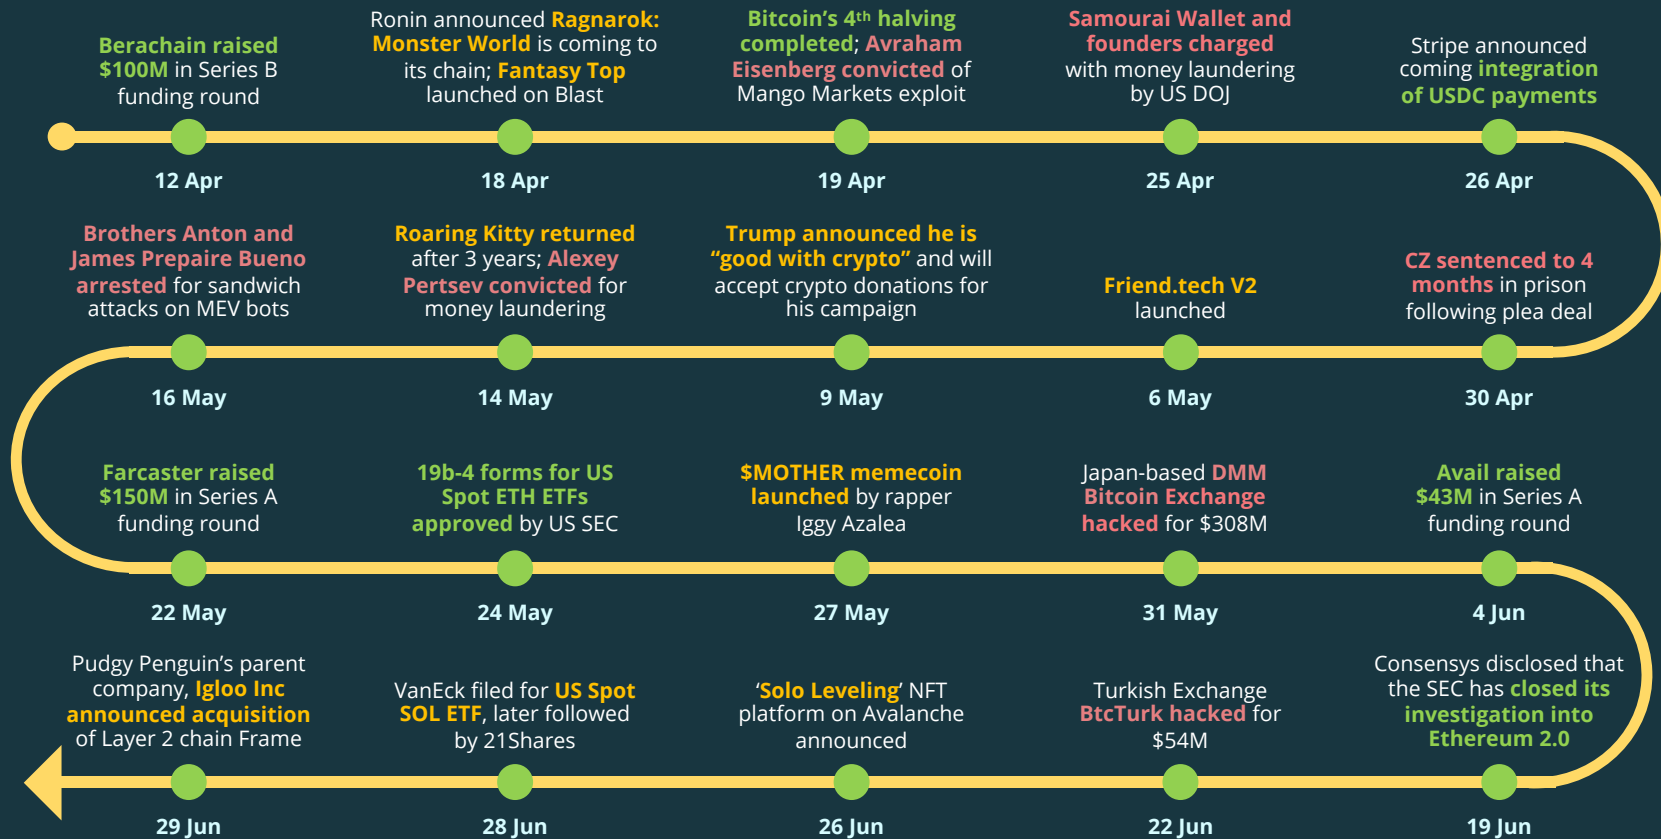 Berachain raised
$100M in Series B
funding round
12 Apr
Ronin announced Ragnarok:
Monster World is coming to
its chain; Fantasy Top
launched on Blast
18 Apr
Bitcoin’s 4th halving
completed; Avraham
Eisenberg convicted of
Mango Markets exploit
19 Apr
Samourai Wallet and
founders charged
with money laundering
by US DOJ
25 Apr
Stripe announced
coming integration
of USDC payments
26 Apr
CZ sentenced to 4
months in prison
following plea deal
30 Apr
Friend.tech V2
launched
6 May
Trump announced he is
“good with crypto” and will
accept crypto donations for
his campaign
9 May
Roaring Kitty returned
after 3 years; Alexey
Pertsev convicted for
money laundering
14 May
Brothers Anton and
James Prepaire Bueno
arrested for sandwich
attacks on MEV bots
16 May
Farcaster raised
$150M in Series A
funding round
22 May
19b-4 forms for US
Spot ETH ETFs
approved by US SEC
24 May
$MOTHER memecoin
launched by rapper
Iggy Azalea
27 May
Japan-based DMM
Bitcoin Exchange
hacked for $308M
31 May
Avail raised
$43M in Series A
funding round
4 Jun
Consensys disclosed that
the SEC has closed its
investigation into
Ethereum 2.0
19 Jun
Turkish Exchange
BtcTurk hacked for
$54M
22 Jun
‘Solo Leveling’ NFT
platform on Avalanche
announced
26 Jun
VanEck filed for US Spot
SOL ETF, later followed
by 21Shares
28 Jun
Pudgy Penguin’s parent
company, Igloo Inc
announced acquisition
of Layer 2 chain Frame
29 Jun